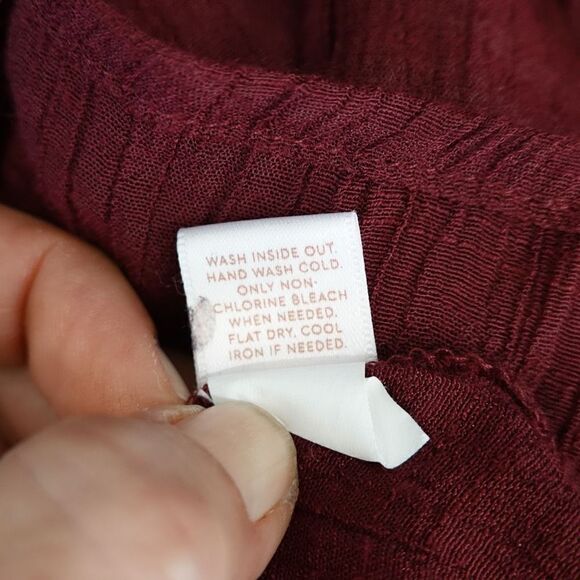 WASH INSIDE OUT.
HAND WASH COLD.
ONLY NON-
CHLORINE BLEACH
WHEN NEEDED.
FLAT DRY, COOL
IRON IF NEEDED.